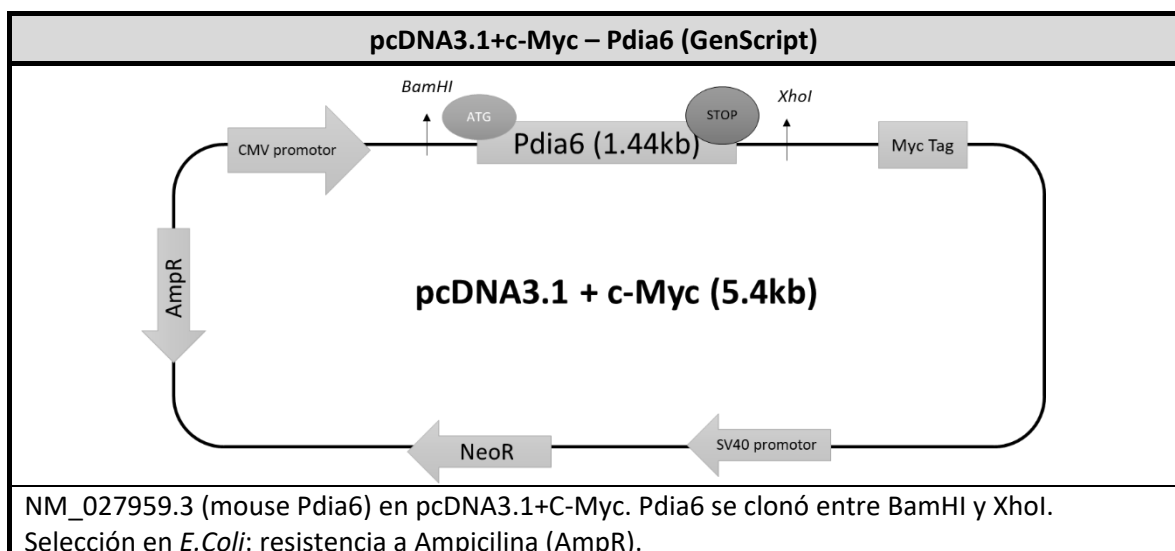 pcDNA3.1+c-Myc – Pdia6 (GenScript)
BamHI
XhoI
ATG
STOP
CMV promotor
Pdia6 (1.44kb)
Myc Tag
AmpR
pcDNA3.1 + c-Myc (5.4kb)
NeoR
SV40 promotor
NM_027959.3 (mouse Pdia6) en pcDNA3.1+C-Myc. Pdia6 se clonó entre BamHI y XhoI.
Selección en E.Coli: resistencia a Ampicilina (AmpR).